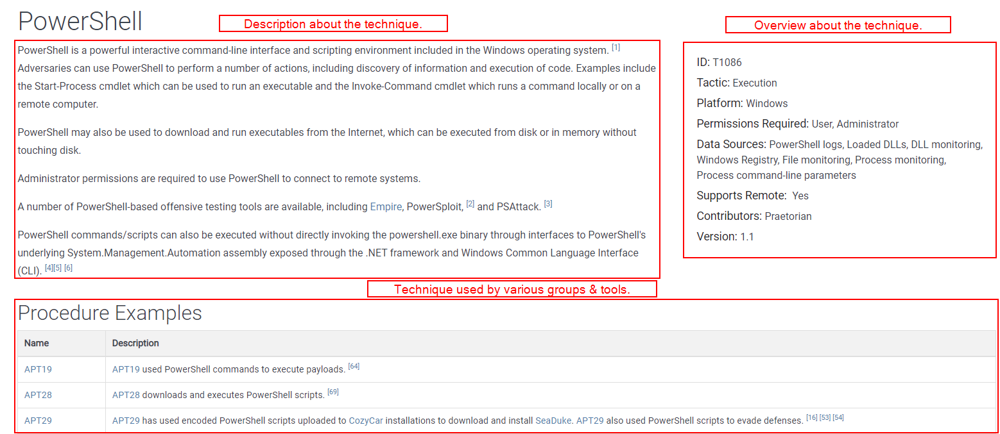 PowerShell
Description about the technique.
Overview about the technique.
PowerShell is a powerful interactive command-line interface and scripting environment included in the Windows operating system. [1]
Adversaries can use PowerShell to perform a number of actions, including discovery of information and execution of code. Examples include
the Start-Process cmdlet which can be used to run an executable and the Invoke-Command cmdlet which runs a command locally or on a
remote computer.
PowerShell may also be used to download and run executables from the Internet, which can be executed from disk or in memory without
touching disk.
Administrator permissions are required to use PowerShell to connect to remote systems.
A number of PowerShell-based offensive testing tools are available, including Empire, PowerSploit, [2] and PSAttack. [3]
PowerShell commands/scripts can also be executed without directly invoking the powershell.exe binary through interfaces to PowerShell's
underlying System.Management.Automation assembly exposed through the .NET framework and Windows Common Language Interface
(CLI). [4][5] [6]
ID: T1086
Tactic: Execution
Platform: Windows
Permissions Required: User, Administrator
Data Sources: PowerShell logs, Loaded DLLs, DLL monitoring,
Windows Registry, File monitoring, Process monitoring,
Process command-line parameters
Supports Remote: Yes
Contributors: Praetorian
Version: 1.1
Technique used by various groups & tools.
Procedure Examples
Name Description
APT19 APT19 used PowerShell commands to execute payloads. [64]
APT28 APT28 downloads and executes PowerShell scripts. [69]
APT29 APT29 has used encoded PowerShell scripts uploaded to CozyCar installations to download and install SeaDuke. APT29 also used PowerShell scripts to evade defenses. [16] [53] [54]